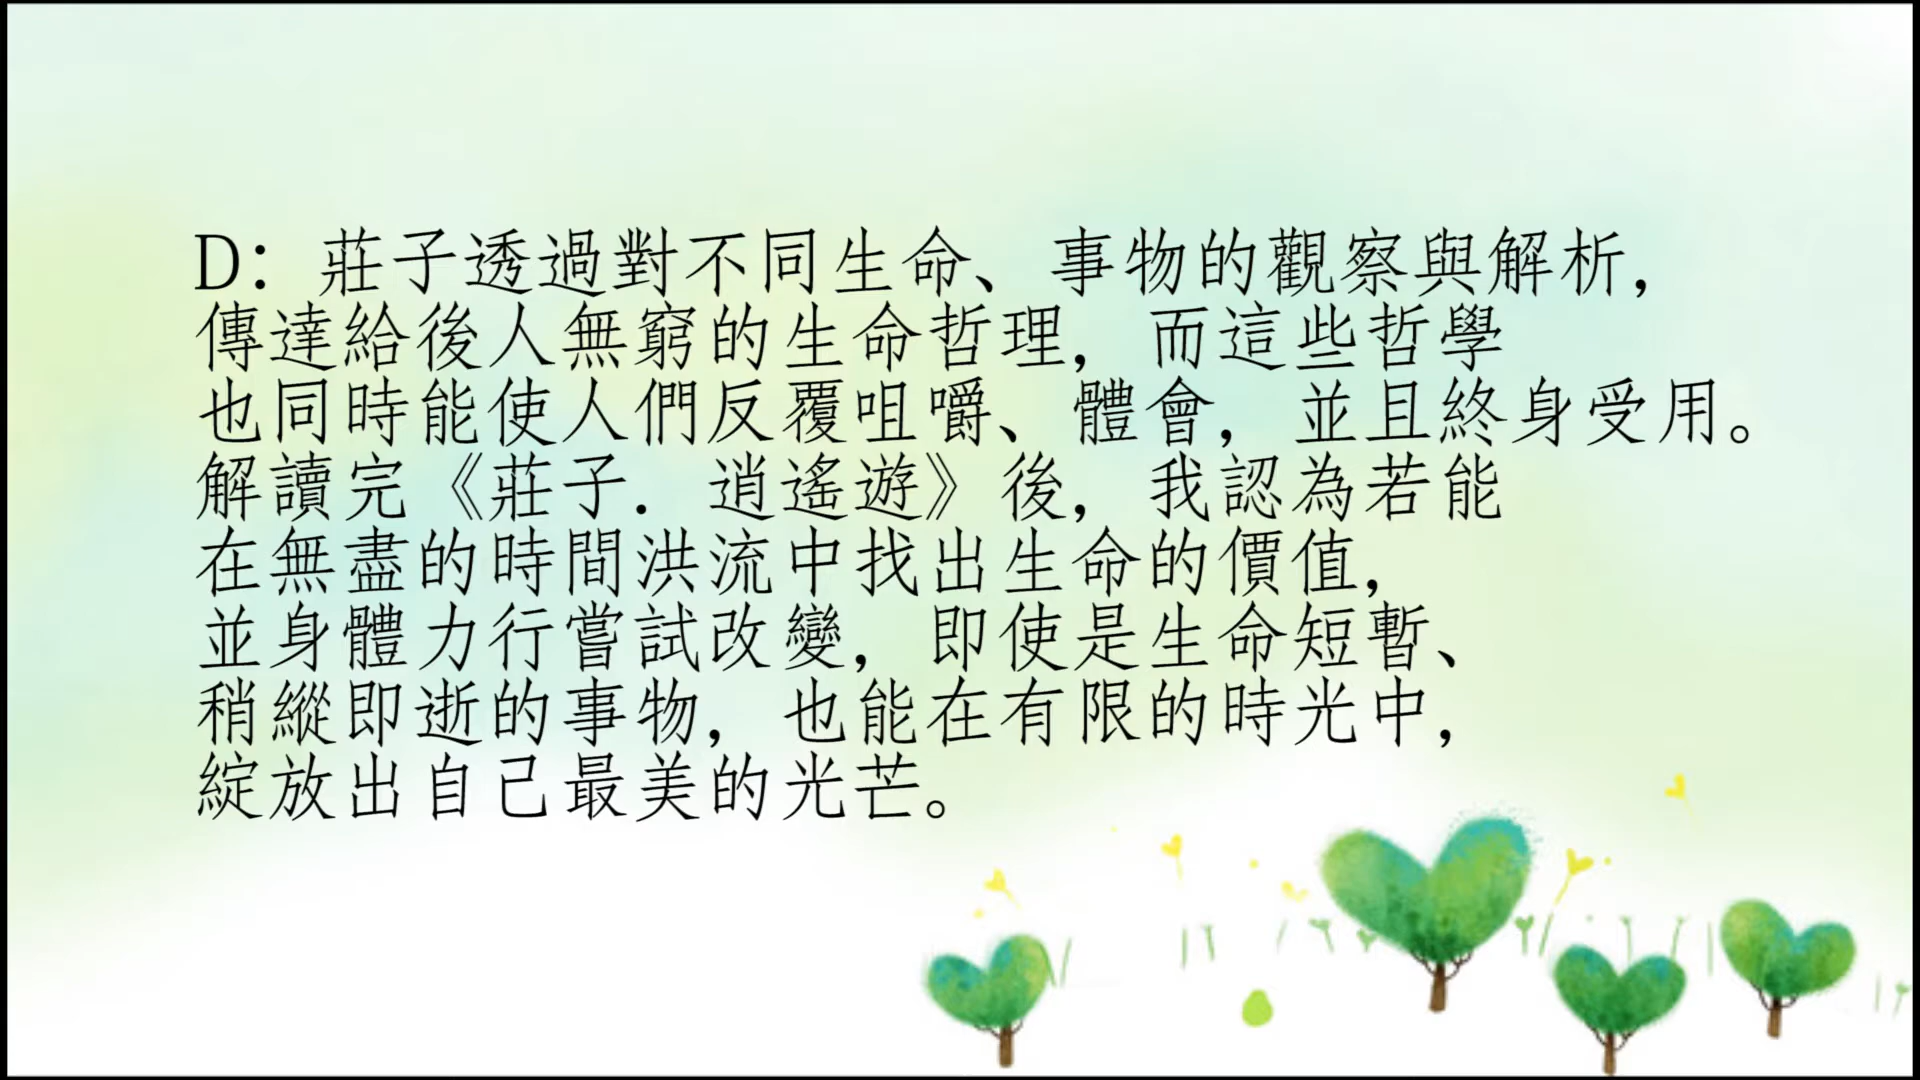 D: 莊子透過對不同生命、事物的觀察與解析,
傳達給後人無窮的生命哲理, 而這些哲學
也同時能使人們反覆咀嚼、體會, 並且終身受用。
解讀完《莊子. 逍遙遊》後, 我認為若能
在無盡的時間洪流中找出生命的價值,
並身體力行嘗試改變, 即使是生命短暫、
稍縱即逝的事物, 也能在有限的時光中,
綻放出自己最美的光芒。